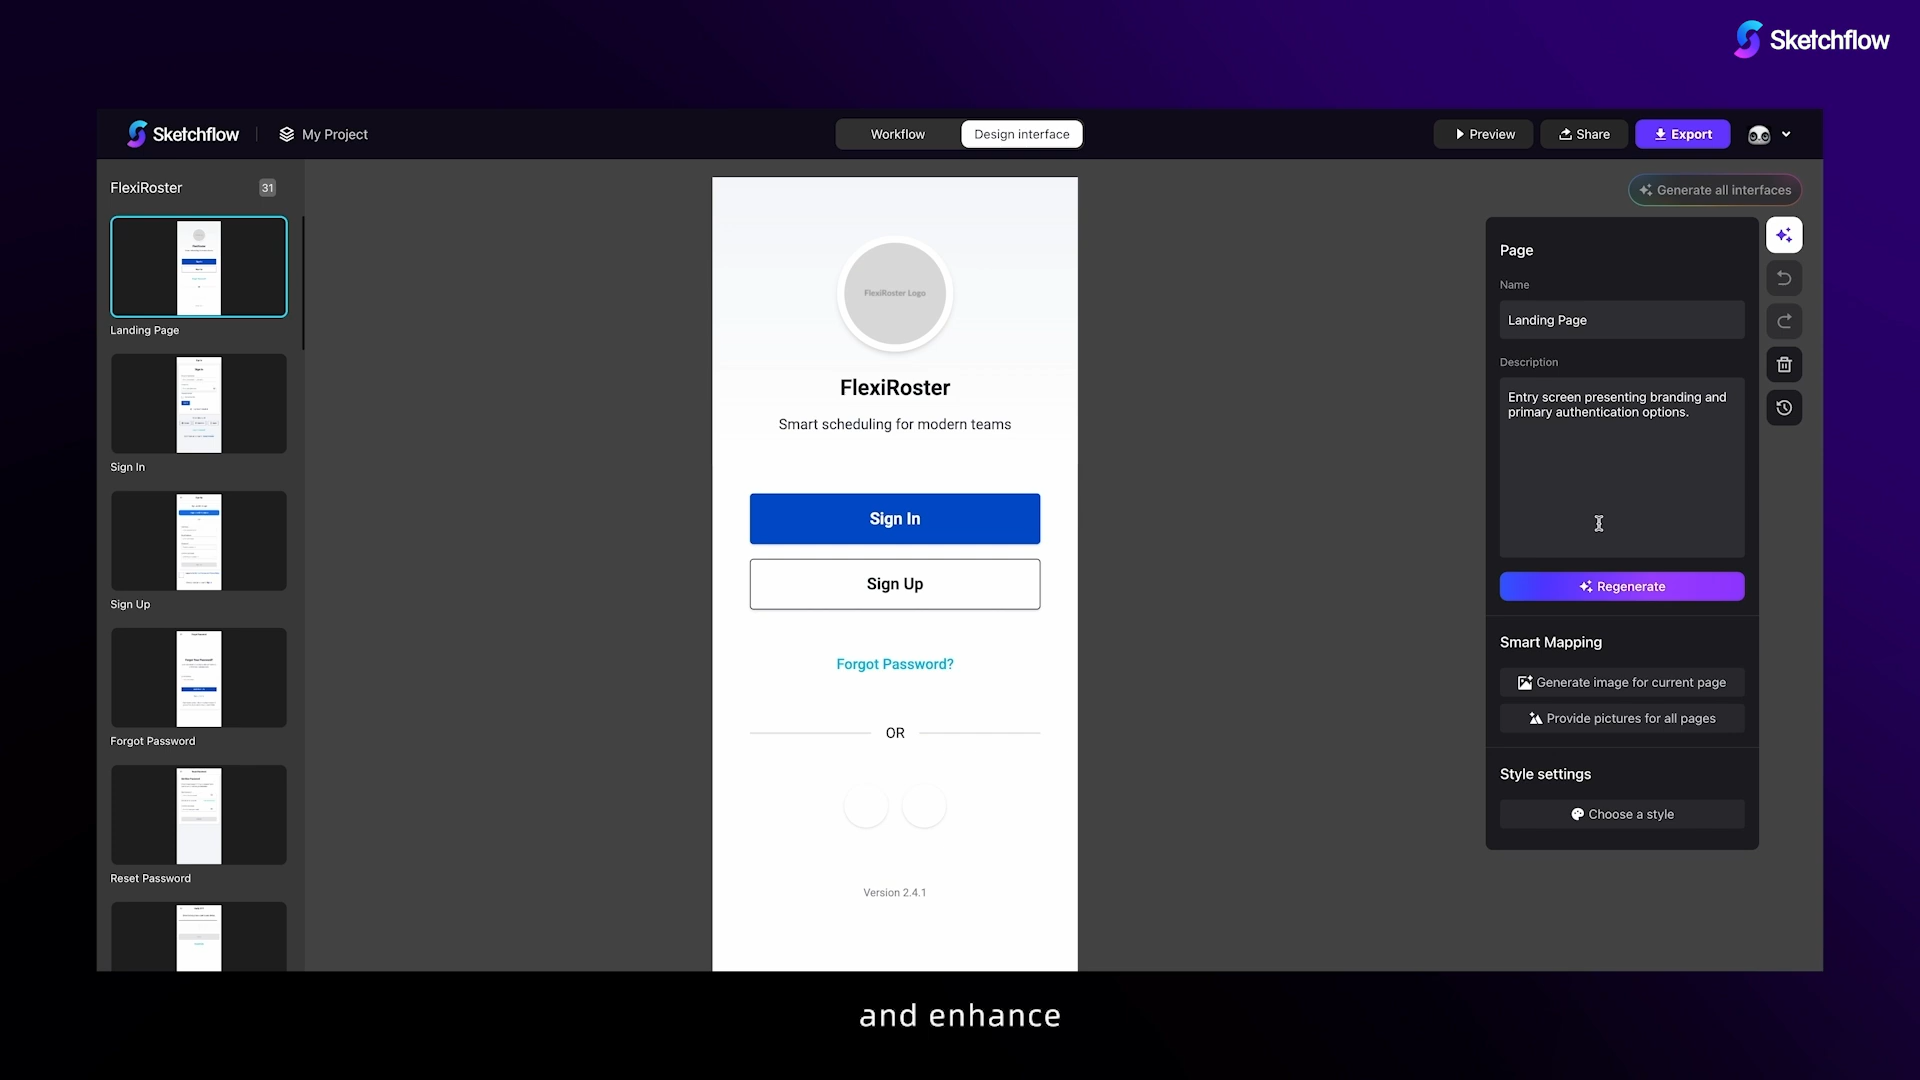 Sketchflow
Sketchflow
My Project
Workflow
Design interface
Preview
Share
Export
FlexiRoster
31
Landing Page
Sign In
Sign Up
Forgot Password
Reset Password
FlexiRoster Logo
FlexiRoster
Smart scheduling for modern teams
Sign In
Sign Up
Forgot Password?
OR
Version 2.4.1
Generate all interfaces
Page
Name
Landing Page
Description
Entry screen presenting branding and
primary authentication options.
Regenerate
Smart Mapping
Generate image for current page
Provide pictures for all pages
Style settings
Choose a style
and enhance